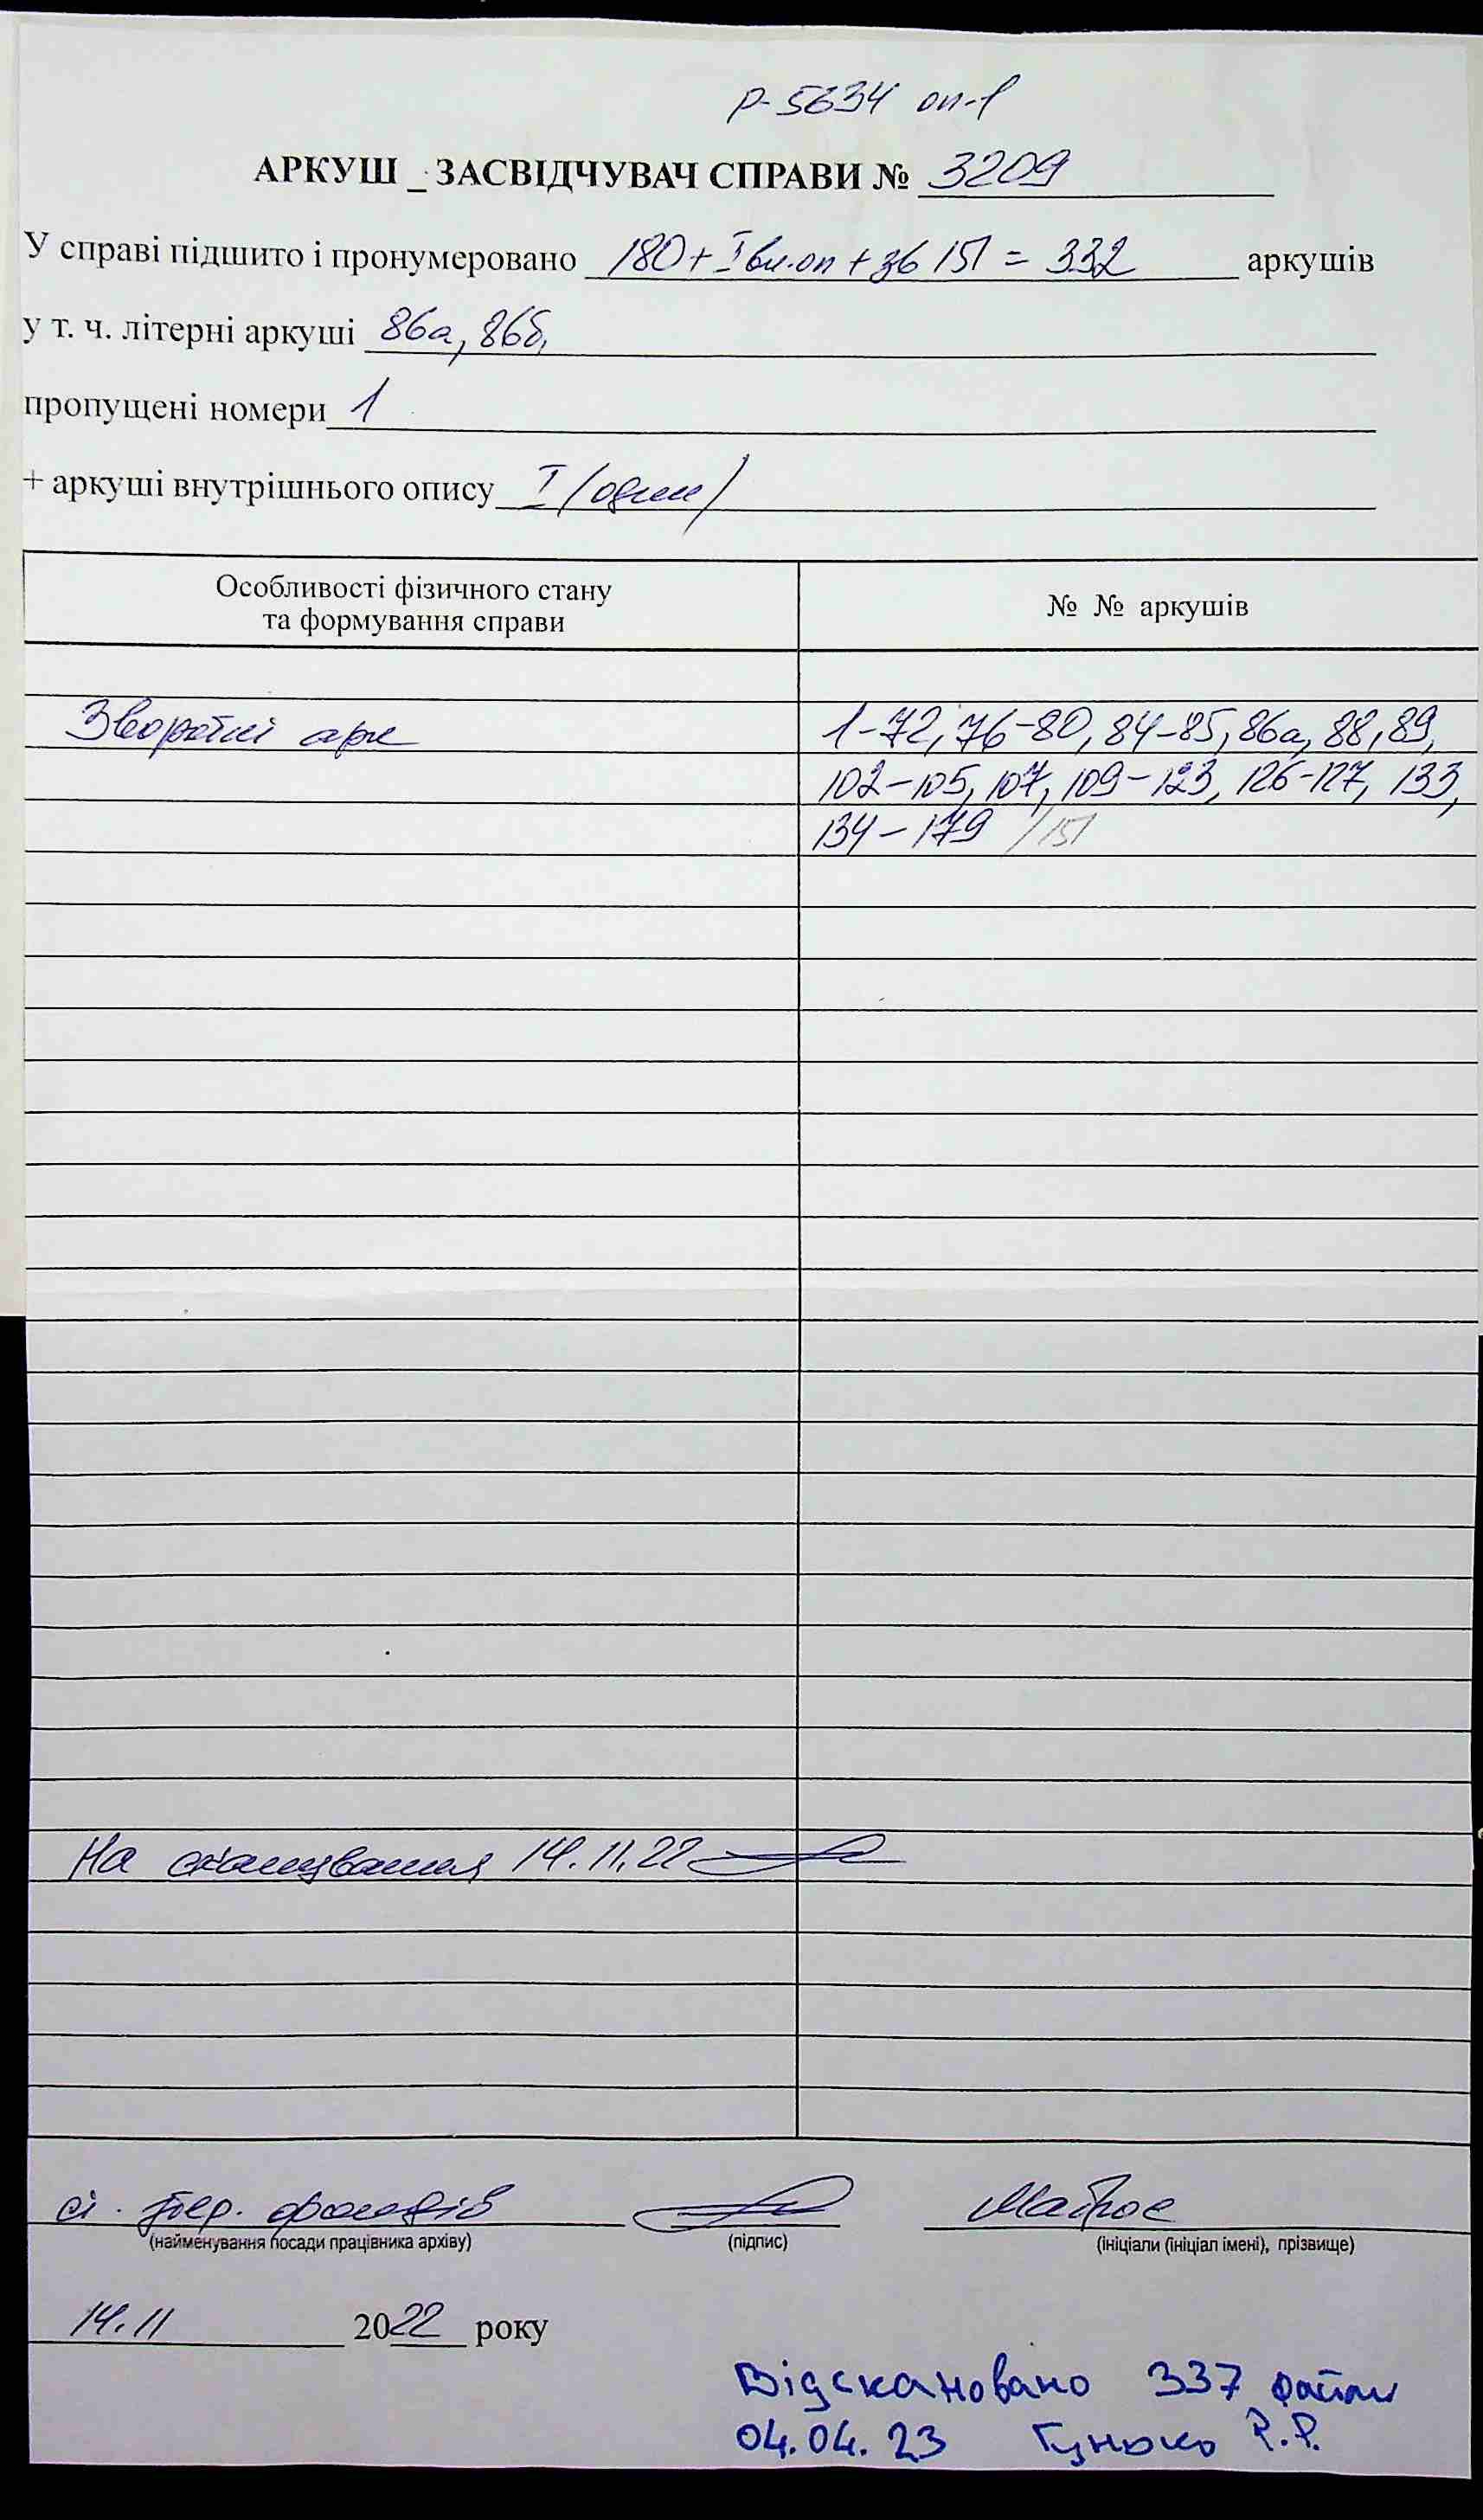 Р-5634 оп-1
АРКУШ _ ЗАСВІДЧУВАЧ СПРАВИ № 3209
У справі підшито і пронумеровано 180 + I вн.оп + зв 151 = 332 аркушів
у т. ч. літерні аркуші 86а, 86б,
пропущені номери 1
+ аркуші внутрішнього опису I (один)
Особливості фізичного стану
та формування справи
№ № аркушів
Зворотні арк
1-72, 76-80, 84-85, 86а, 88, 89,
102-105, 107, 109-123, 126-127, 133,
134-179 /151
На сканування 14.11.22
зберг. фондів
(найменування посади працівника архіву)
(підпис)
(ініціали (ініціал імені), прізвище)
14.11 2022 року
Відскановано 337 файли
04.04.23 Гунько Р.Р.